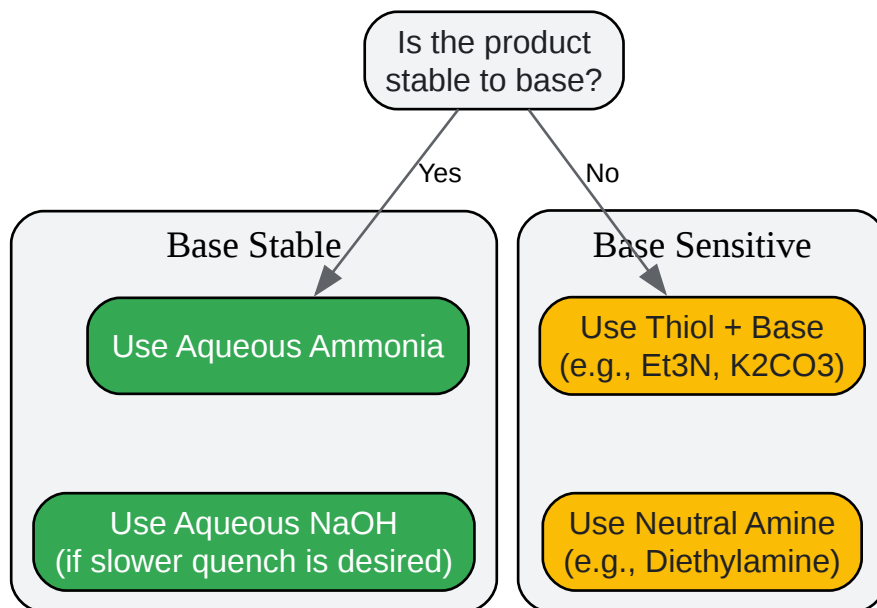 Is the product
stable to base?
Yes
No
Base Stable
Base Sensitive
Use Aqueous Ammonia
Use Thiol + Base
(e.g., Et3N, K2CO3)
Use Aqueous NaOH
(if slower quench is desired)
Use Neutral Amine
(e.g., Diethylamine)